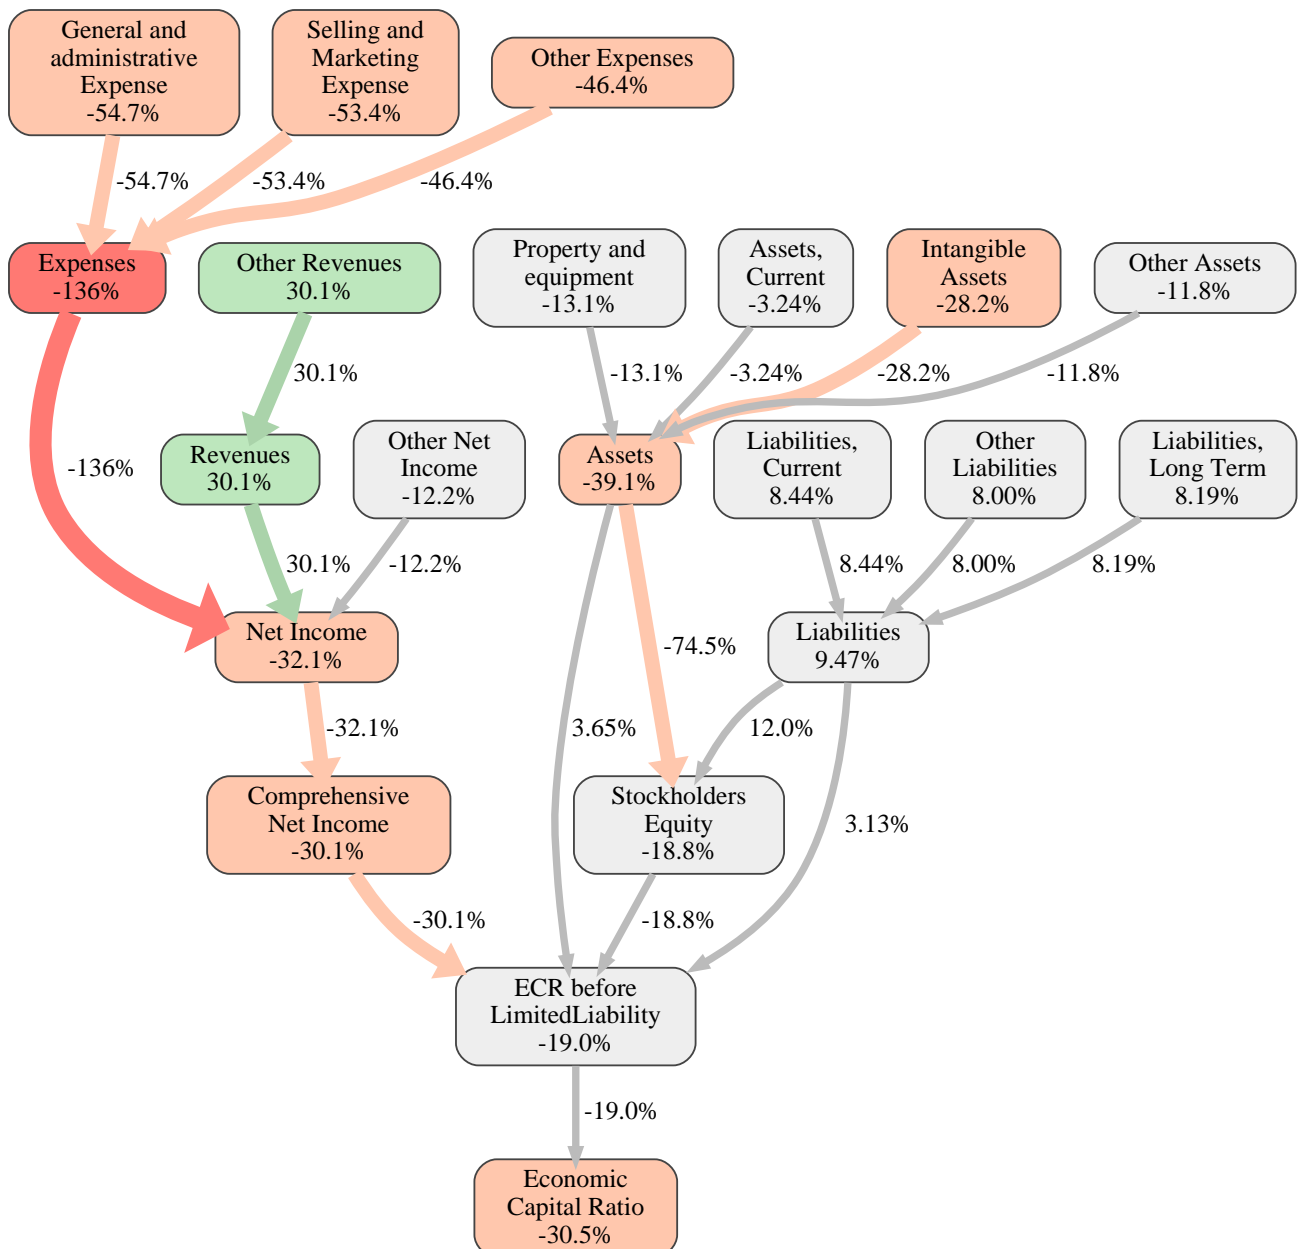 General and
administrative
Expense
-54.7%
Selling and
Marketing
Expense
-53.4%
Other Expenses
-46.4%
-54.7%
-53.4%
-46.4%
Expenses
-136%
Other Revenues
30.1%
Property and
equipment
-13.1%
Assets,
Current
-3.24%
Intangible
Assets
-28.2%
Other Assets
-11.8%
30.1%
-13.1%
-3.24%
-28.2%
-11.8%
-136%
Revenues
30.1%
Other Net
Income
-12.2%
Assets
-39.1%
Liabilities,
Current
8.44%
Other
Liabilities
8.00%
Liabilities,
Long Term
8.19%
30.1%
-12.2%
8.44%
8.00%
8.19%
Net Income
-32.1%
-74.5%
Liabilities
9.47%
-32.1%
3.65%
12.0%
Comprehensive
Net Income
-30.1%
Stockholders
Equity
-18.8%
3.13%
-30.1%
-18.8%
ECR before
LimitedLiability
-19.0%
-19.0%
Economic
Capital Ratio
-30.5%